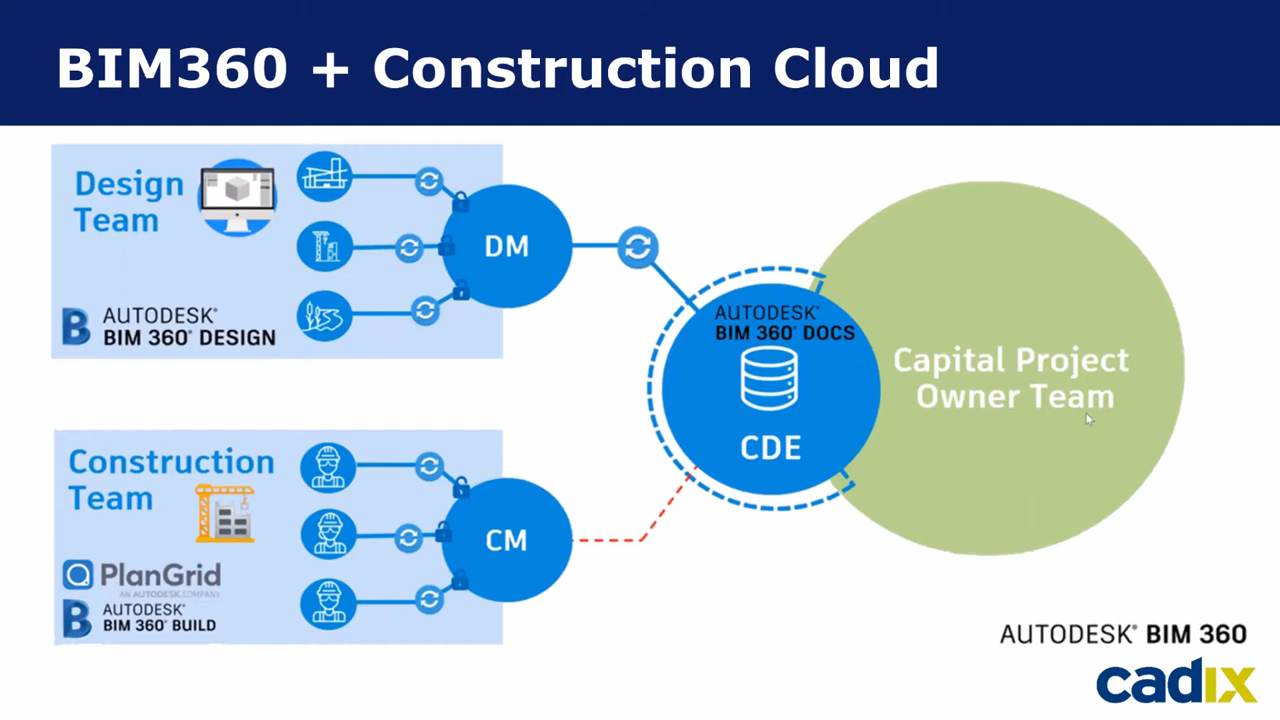 BIM360 + Construction Cloud
Design
Team
AUTODESK®
BIM 360® DESIGN
DM
AUTODESK®
BIM 360® DOCS
CDE
Capital Project
Owner Team
Construction
Team
PlanGrid
AN AUTODESK COMPANY
AUTODESK®
BIM 360® BUILD
CM
AUTODESK® BIM 360
cadix